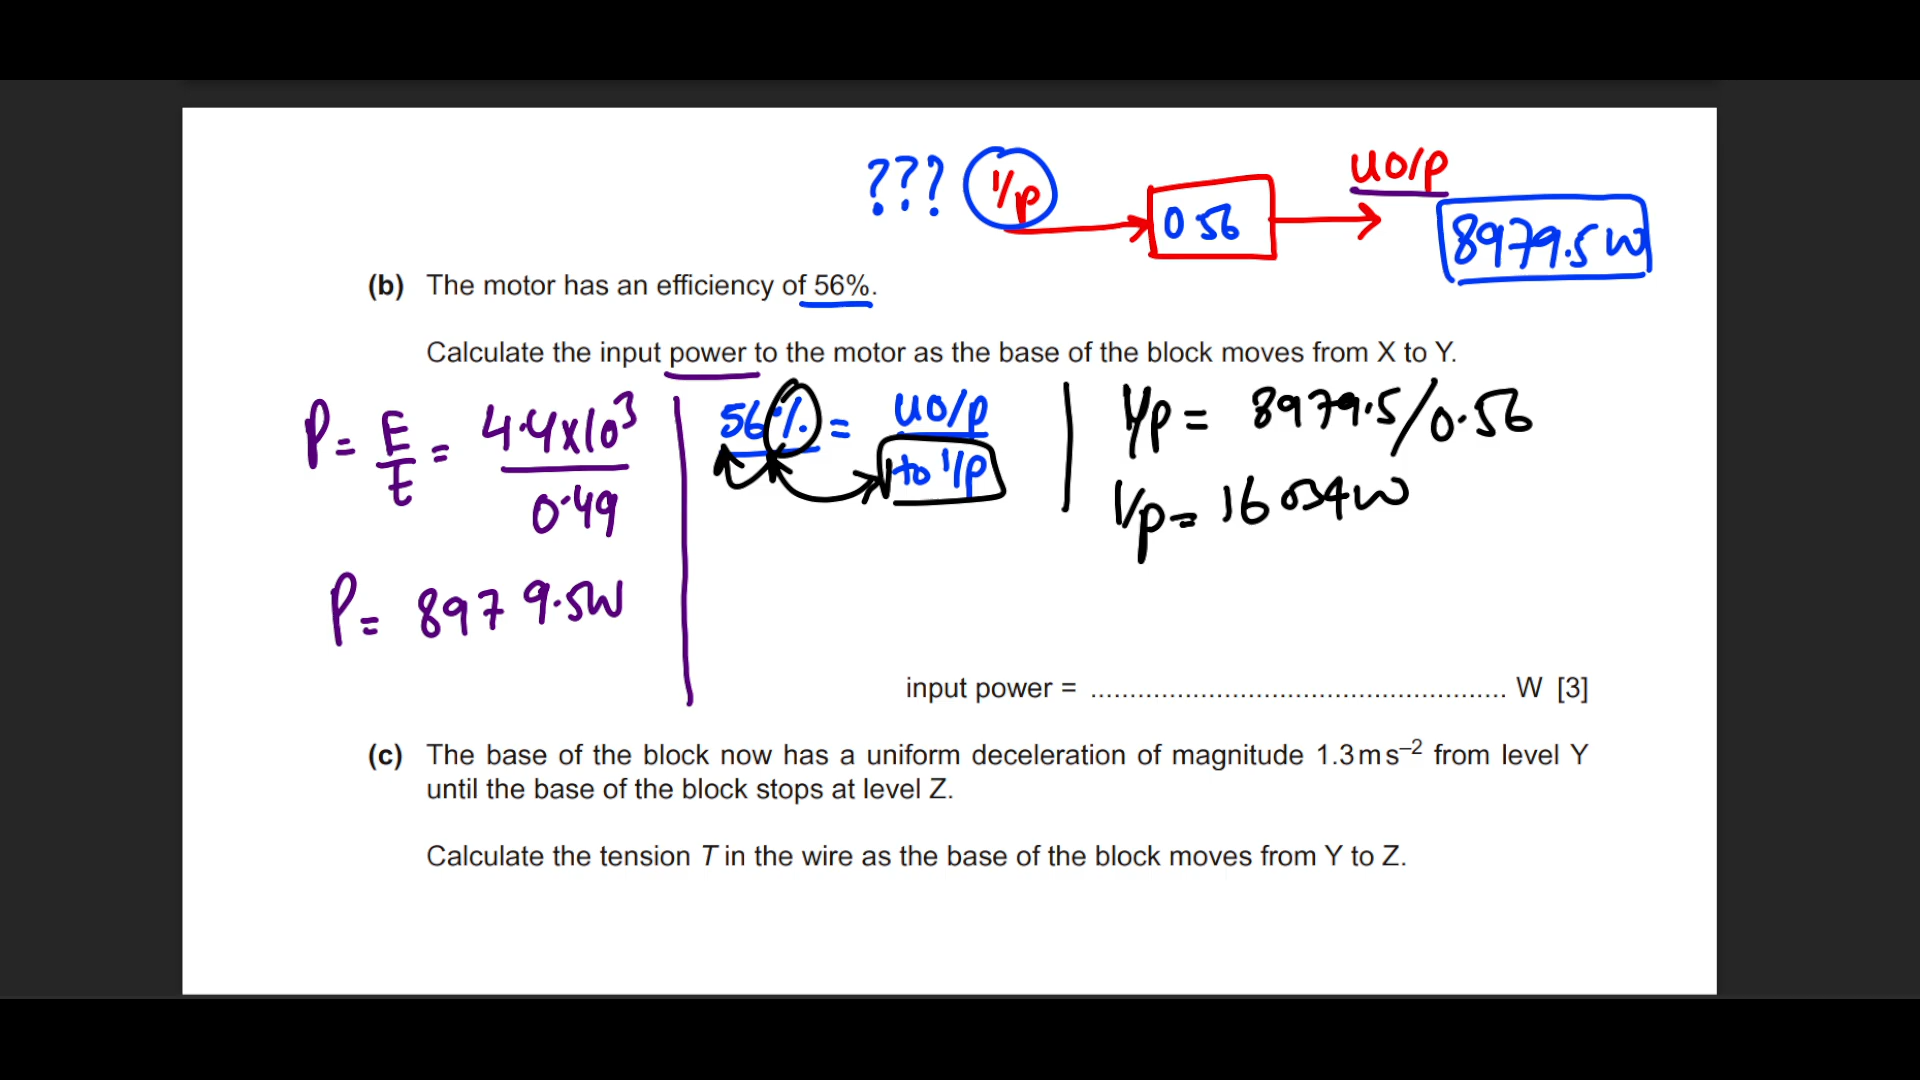 ??? I/p 0.56 uo/p
8979.5 W
(b) The motor has an efficiency of 56%.
Calculate the input power to the motor as the base of the block moves from X to Y.
P = E/t = 4.4x10³/0.49
56% = uo/p / to I/p
I/p = 8979.5/0.56
I/p = 16034W
P = 8979.5W
input power = .................................................... W [3]
(c) The base of the block now has a uniform deceleration of magnitude 1.3 m s⁻² from level Y
until the base of the block stops at level Z.
Calculate the tension T in the wire as the base of the block moves from Y to Z.